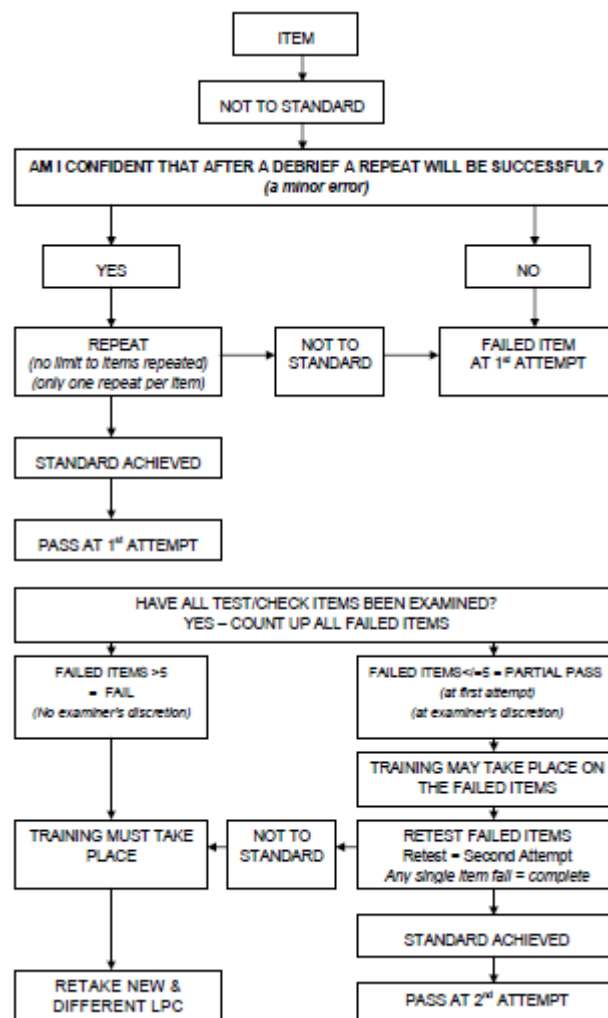 ITEM
NOT TO STANDARD
AM I CONFIDENT THAT AFTER A DEBRIEF A REPEAT WILL BE SUCCESSFUL?
(a minor error)
YES
NO
REPEAT
(no limit to items repeated)
(only one repeat per item)
NOT TO
STANDARD
FAILED ITEM
AT 1st ATTEMPT
STANDARD ACHIEVED
PASS AT 1st ATTEMPT
HAVE ALL TEST/CHECK ITEMS BEEN EXAMINED?
YES – COUNT UP ALL FAILED ITEMS
FAILED ITEMS >5
= FAIL
(No examiner's discretion)
FAILED ITEMS</=5 = PARTIAL PASS
(at first attempt)
(at examiner's discretion)
TRAINING MAY TAKE PLACE ON
THE FAILED ITEMS
TRAINING MUST TAKE
PLACE
NOT TO
STANDARD
RETEST FAILED ITEMS
Retest = Second Attempt
Any single item fail = complete
STANDARD ACHIEVED
RETAKE NEW &
DIFFERENT LPC
PASS AT 2nd ATTEMPT